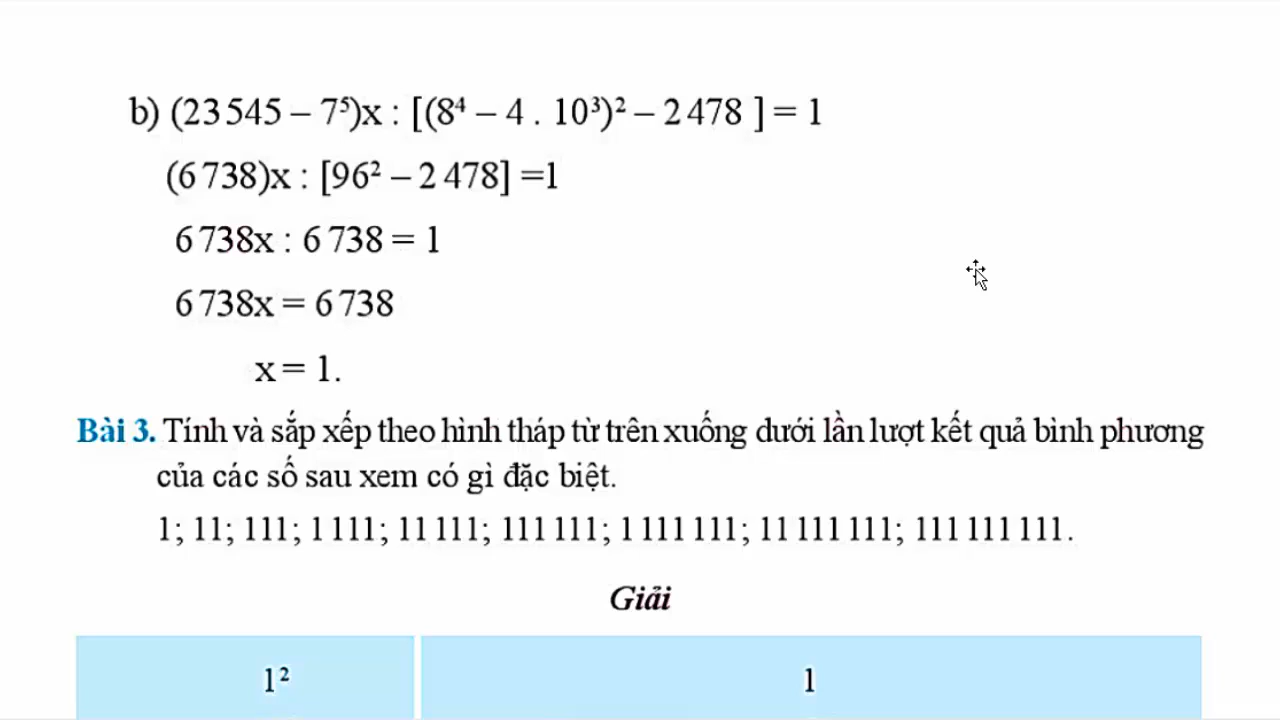 b) (23 545 – 7⁵)x : [(8⁴ – 4 . 10³)² – 2 478 ] = 1
(6 738)x : [96² – 2 478] =1
6 738x : 6 738 = 1
6 738x = 6 738
x = 1.
Bài 3. Tính và sắp xếp theo hình tháp từ trên xuống dưới lần lượt kết quả bình phương
của các số sau xem có gì đặc biệt.
1; 11; 111; 1 111; 11 111; 111 111; 1 111 111; 11 111 111; 111 111 111.
Giải
1² 1